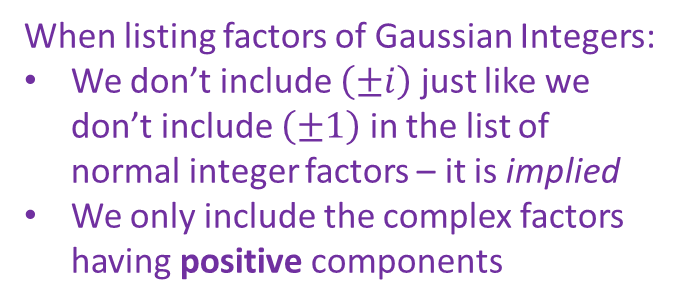 When listing factors of Gaussian Integers:
• We don’t include (±i) just like we
don’t include (±1) in the list of
normal integer factors – it is implied
• We only include the complex factors
having positive components